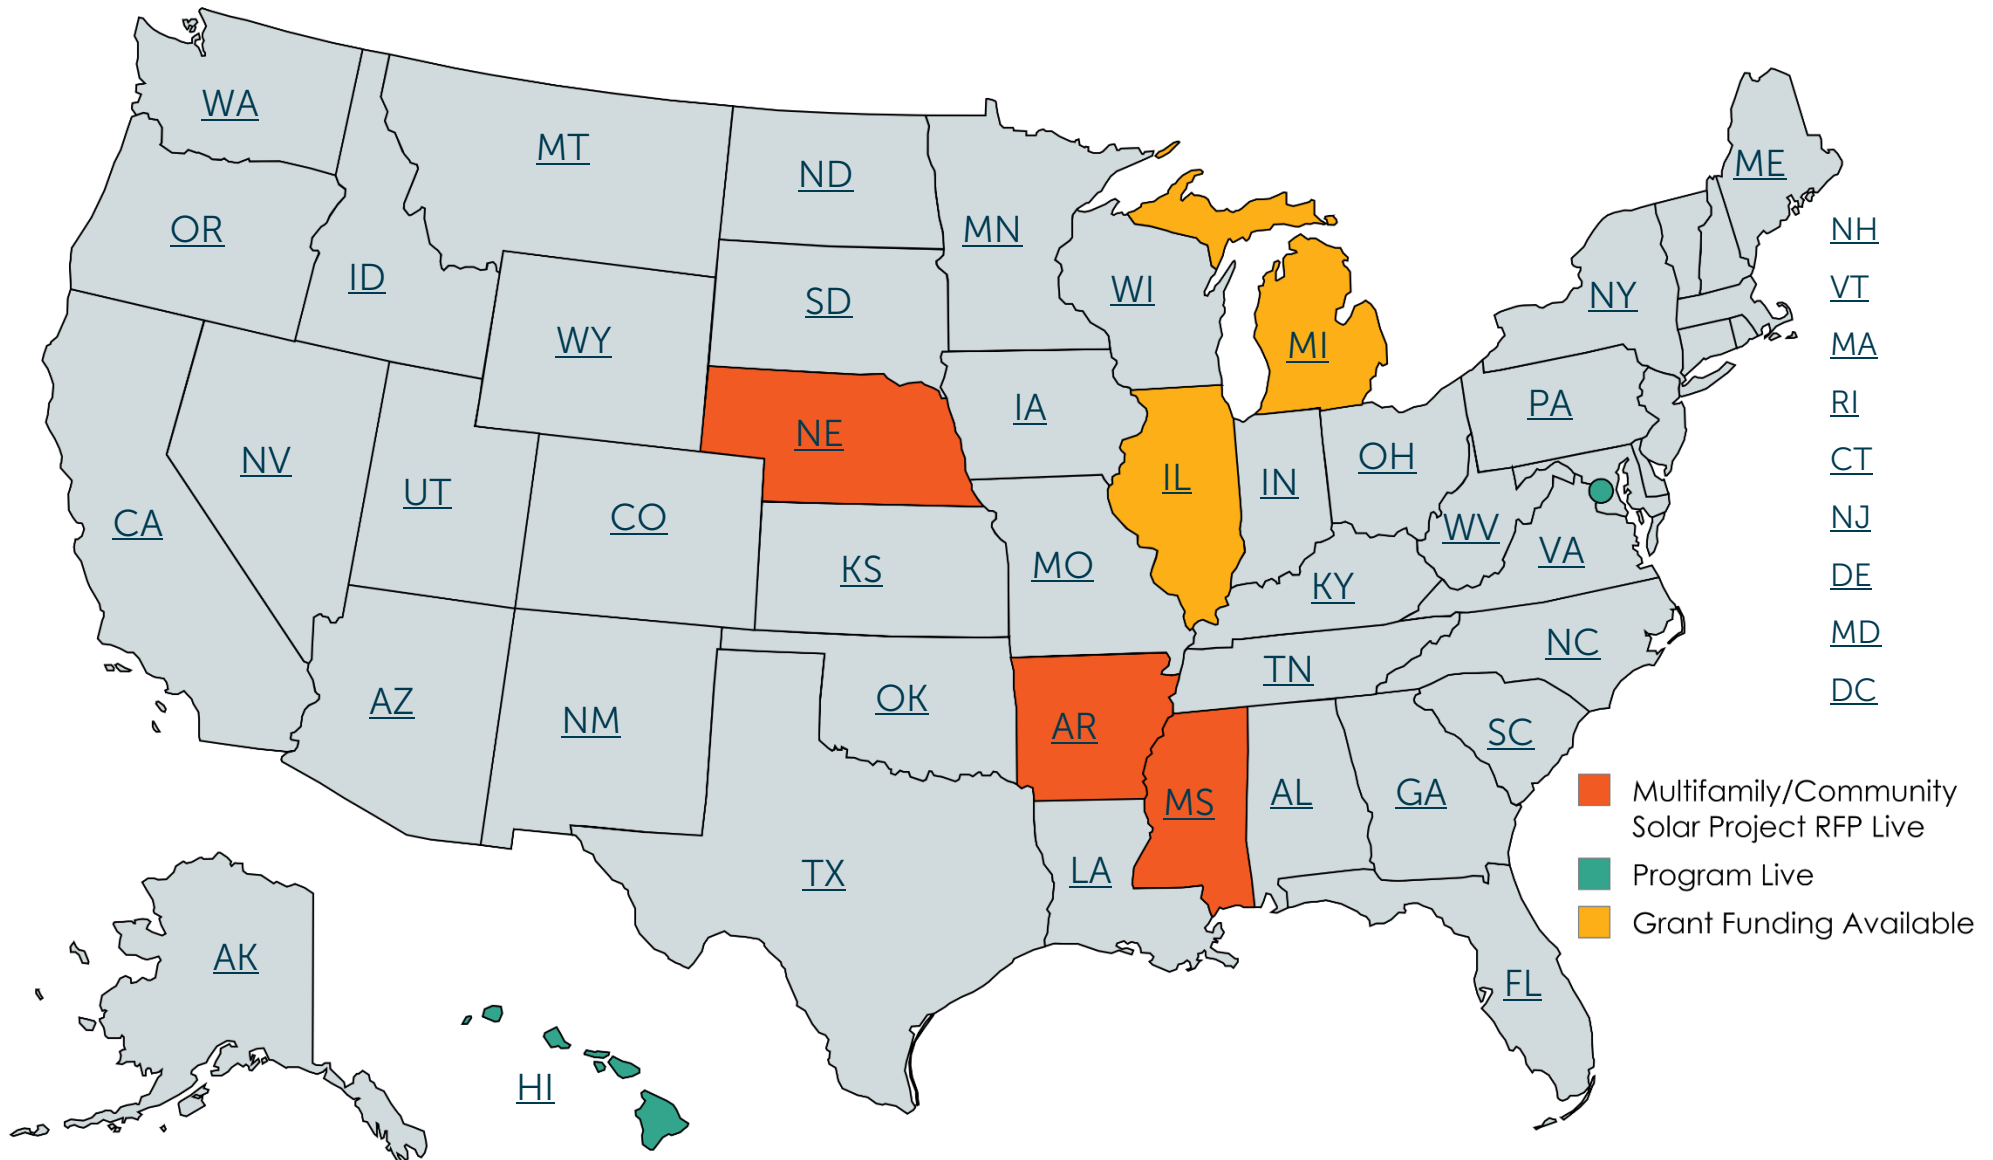 WA
MT
ND
MN
ME
OR
ID
SD
WI
NY
NH
VT
WY
MI
MA
NE
IA
PA
RI
NV
UT
CO
IL
IN
OH
CT
CA
KS
MO
KY
WV
VA
NJ
DE
AZ
NM
OK
AR
TN
NC
MD
SC
DC
MS
AL
GA
TX
LA
FL
AK
HI
Multifamily/Community
Solar Project RFP Live
Program Live
Grant Funding Available